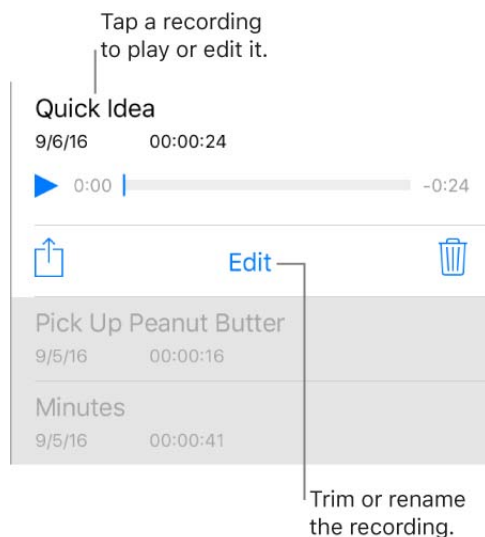 Tap a recording
to play or edit it.
Quick Idea
9/6/16 00:00:24
0:00 -0:24
Edit
Pick Up Peanut Butter
9/5/16 00:00:16
Minutes
9/5/16 00:00:41
Trim or rename
the recording.